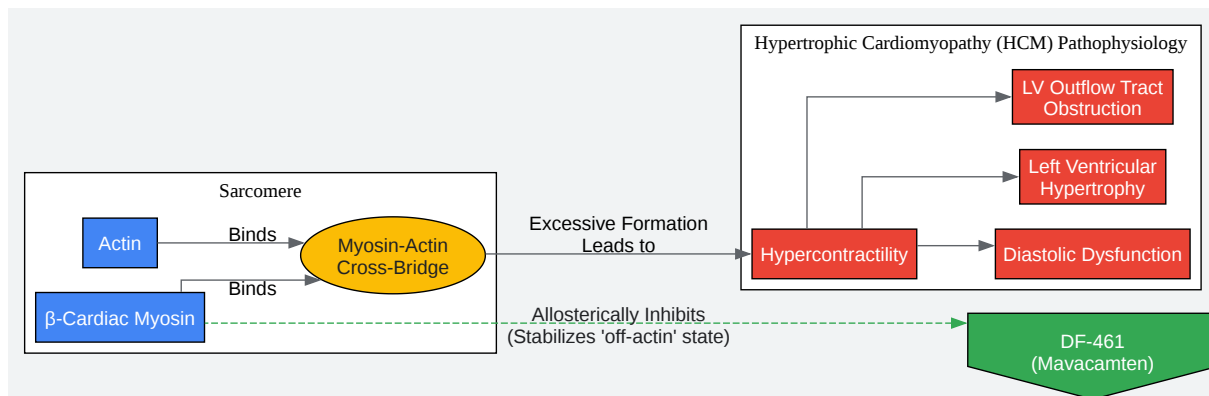 Hypertrophic Cardiomyopathy (HCM) Pathophysiology
LV Outflow Tract
Obstruction
Left Ventricular
Hypertrophy
Hypercontractility
Diastolic Dysfunction
Sarcomere
Actin
Binds
Myosin-Actin
Cross-Bridge
β-Cardiac Myosin
Binds
Excessive Formation
Leads to
Allosterically Inhibits
(Stabilizes 'off-actin' state)
DF-461
(Mavacamten)